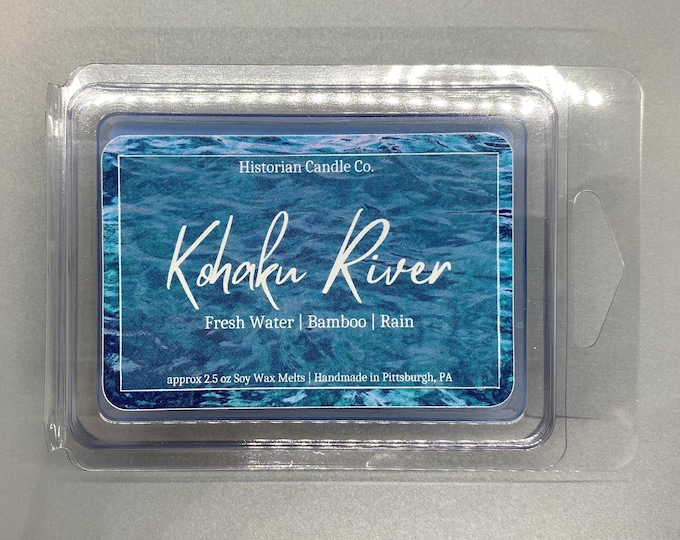 Historian Candle Co.
Kohaku River
Fresh Water | Bamboo | Rain
approx 2.5 oz Soy Wax Melts | Handmade in Pittsburgh, PA